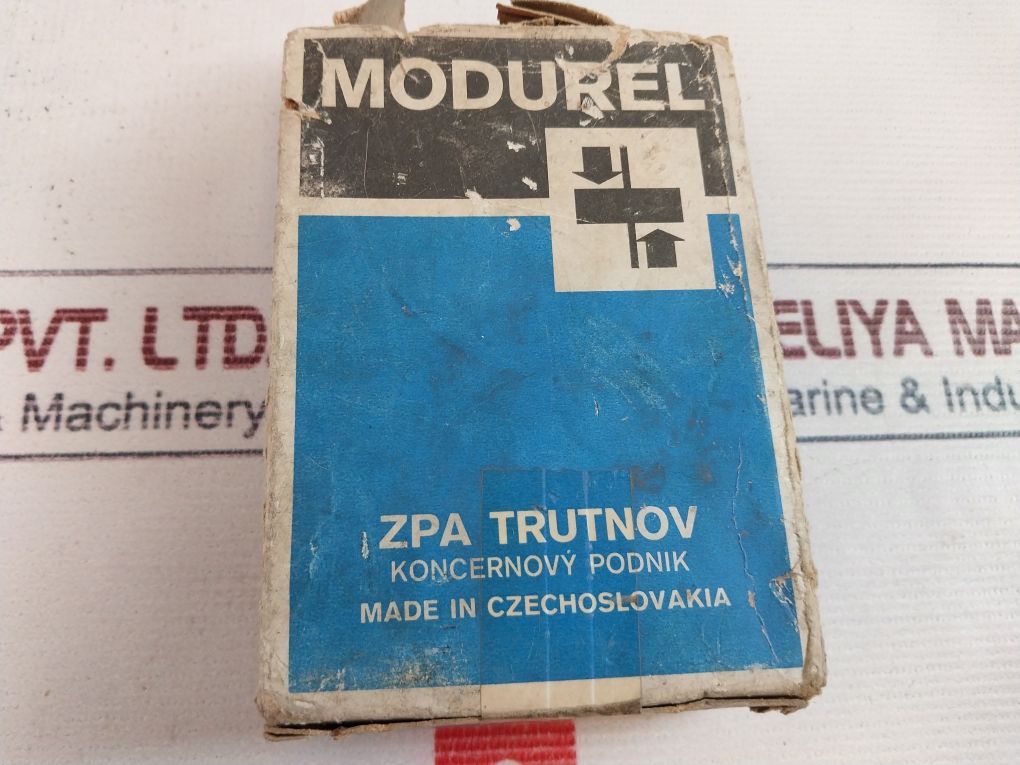 MODUREL
PVT. LTD.
ELIYA MA
& Machinery
arine & Indu
ZPA TRUTNOV
KONCERNOVÝ PODNIK
MADE IN CZECHOSLOVAKIA